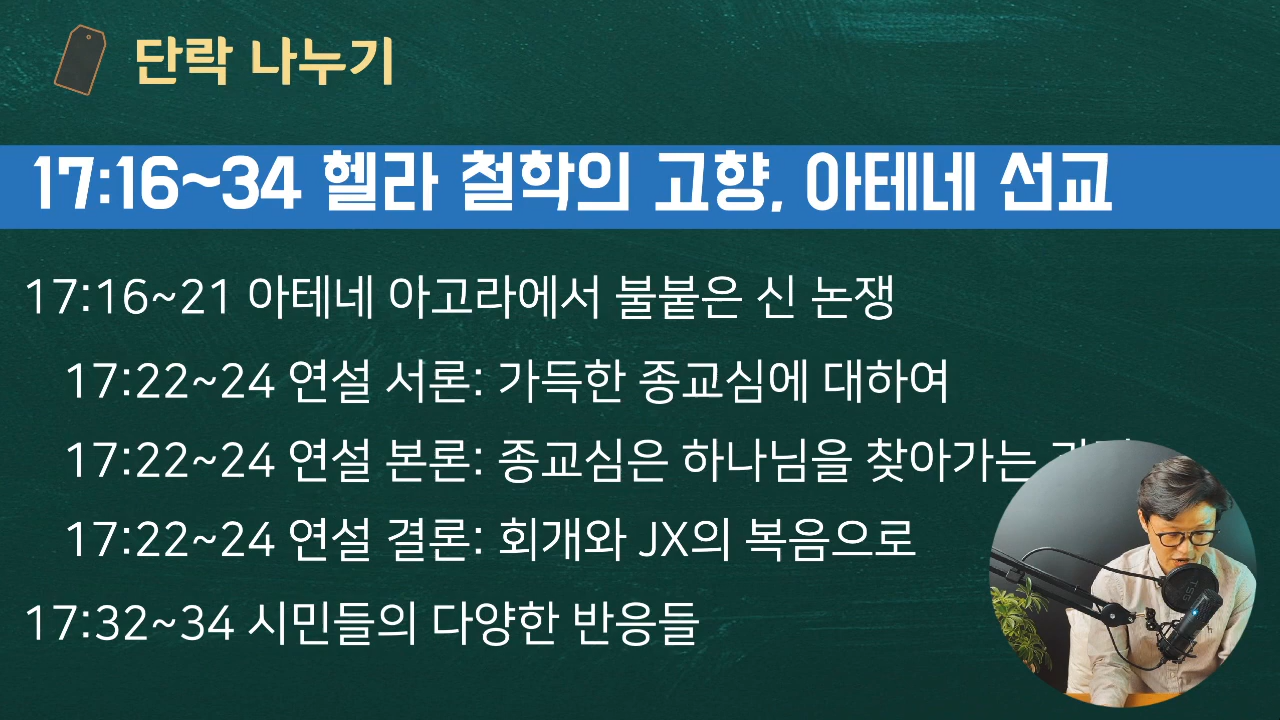 단락 나누기
17:16~34 헬라 철학의 고향, 아테네 선교
17:16~21 아테네 아고라에서 불붙은 신 논쟁
17:22~24 연설 서론: 가득한 종교심에 대하여
17:22~24 연설 본론: 종교심은 하나님을 찾아가는
17:22~24 연설 결론: 회개와 JX의 복음으로
17:32~34 시민들의 다양한 반응들